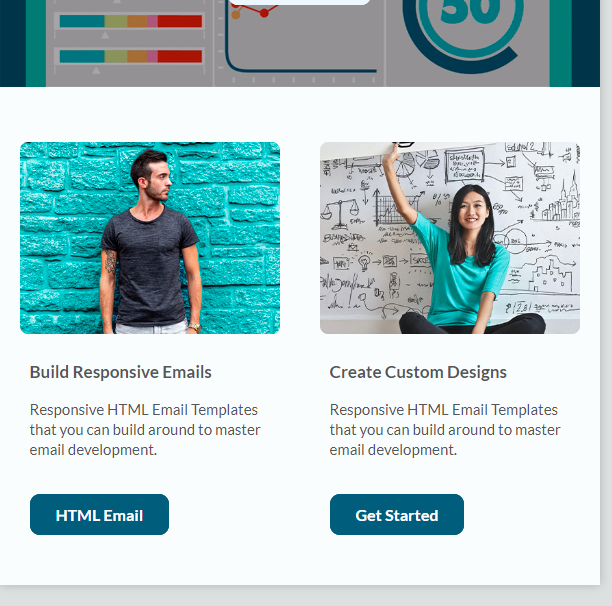 50
Build Responsive Emails
Responsive HTML Email Templates
that you can build around to master
email development.
HTML Email
Create Custom Designs
Responsive HTML Email Templates
that you can build around to master
email development.
Get Started